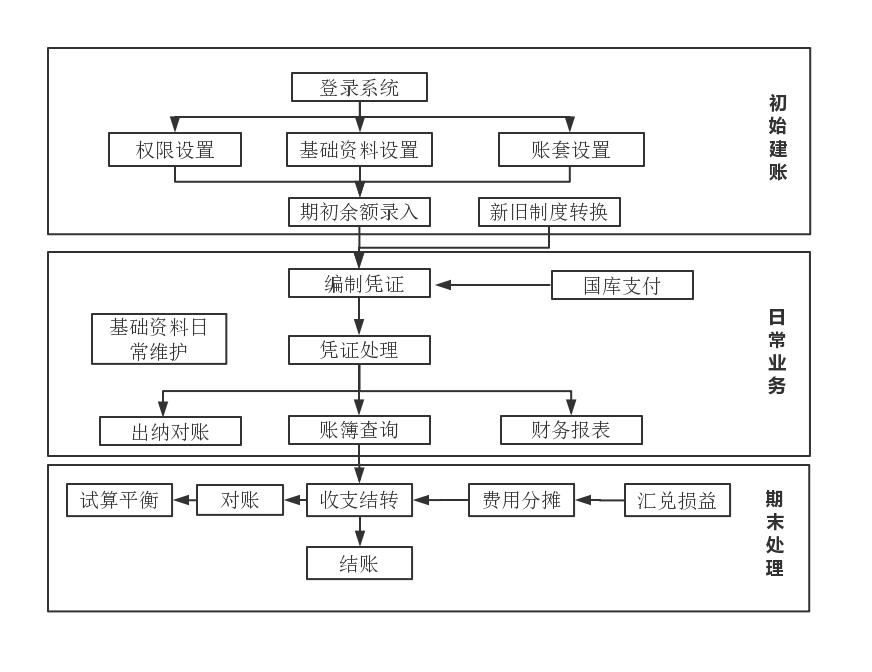 登录系统
权限设置
基础资料设置
账套设置
期初余额录入
新旧制度转换
初
始
建
账
编制凭证
国库支付
基础资料日
常维护
凭证处理
出纳对账
账簿查询
财务报表
日
常
业
务
试算平衡
对账
收支结转
费用分摊
汇兑损益
结账
期
末
处
理